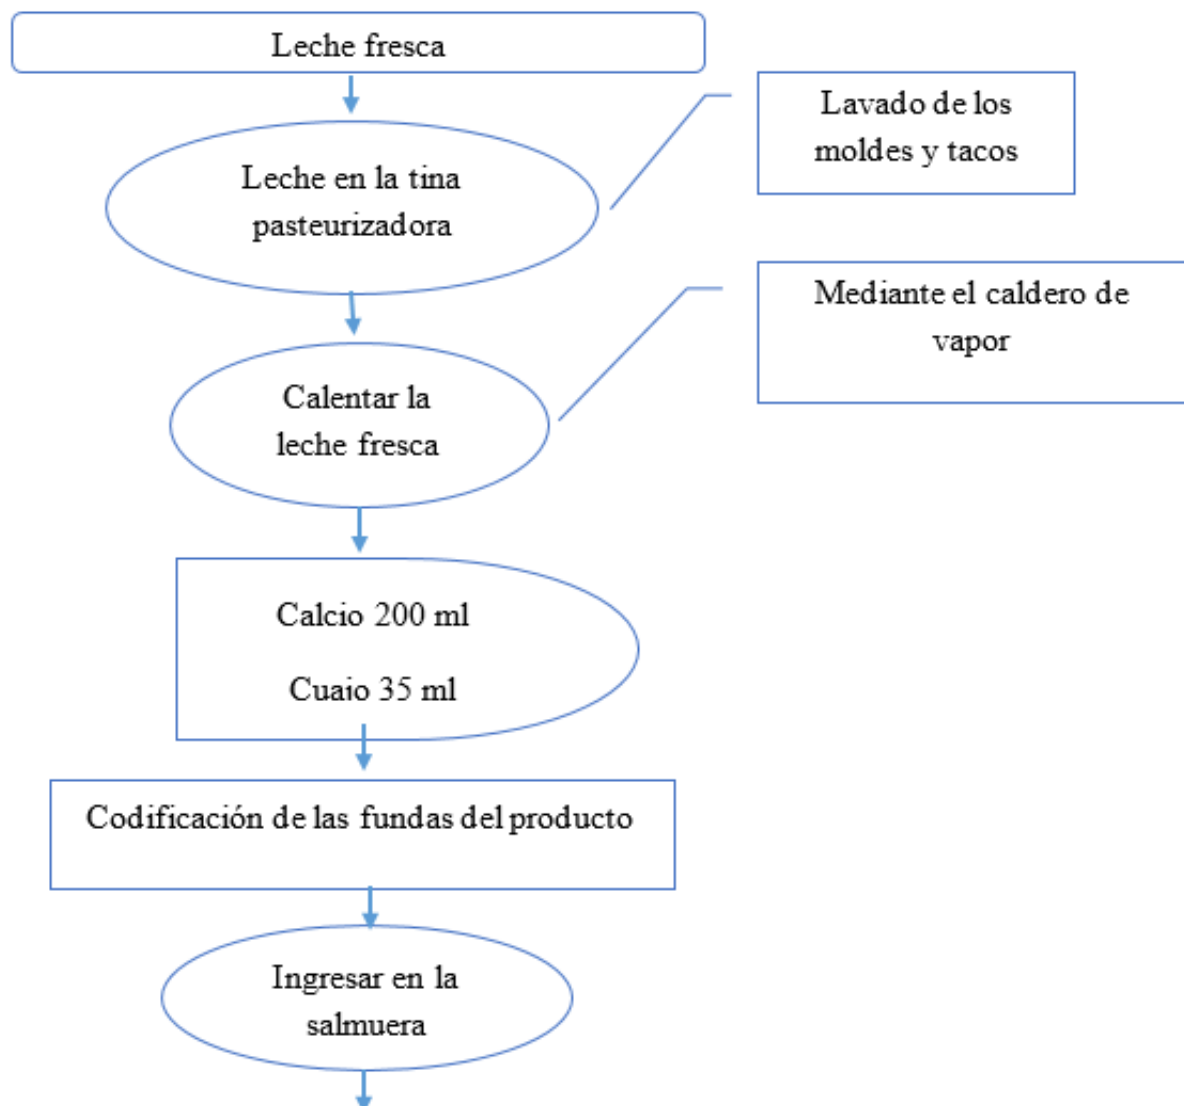 Leche fresca
Lavado de los
moldes y tacos
Leche en la tina
pasteurizadora
Mediante el caldero de
vapor
Calentar la
leche fresca
Calcio 200 ml
Cuaio 35 ml
Codificación de las fundas del producto
Ingresar en la
salmuera